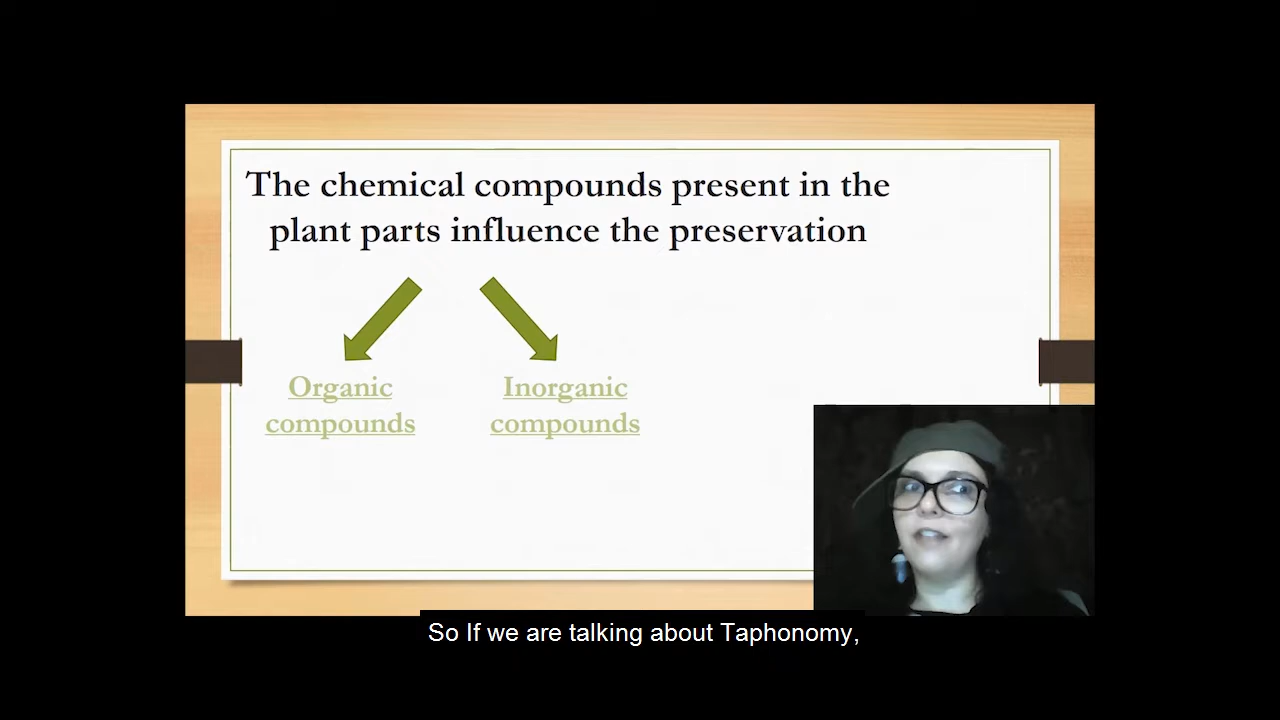 The chemical compounds present in the
plant parts influence the preservation
Organic
compounds
Inorganic
compounds
So If we are talking about Taphonomy,